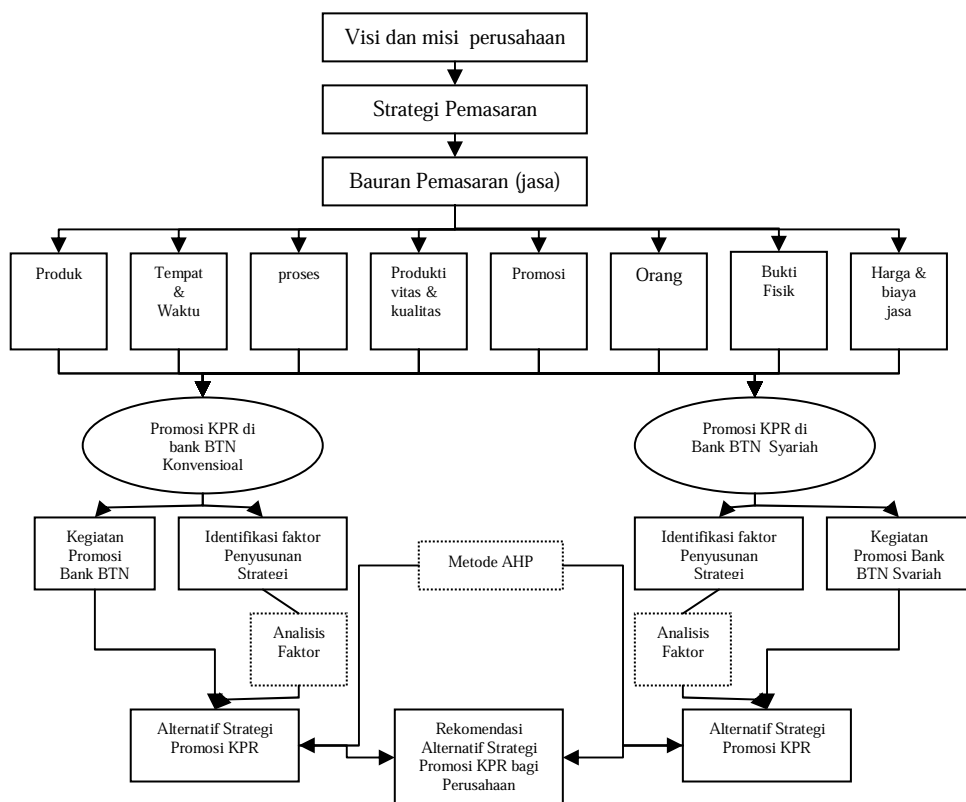 Visi dan misi perusahaan
Strategi Pemasaran
Bauran Pemasaran (jasa)
Produk
Tempat
&
Waktu
proses
Produkti
vitas &
kualitas
Promosi
Orang
Bukti
Fisik
Harga &
biaya
jasa
Promosi KPR di
bank BTN
Konvensioal
Promosi KPR di
Bank BTN Syariah
Kegiatan
Promosi
Bank BTN
Identifikasi faktor
Penyusunan
Strategi
Metode AHP
Identifikasi faktor
Penyusunan
Strategi
Kegiatan
Promosi Bank
BTN Syariah
Analisis
Faktor
Analisis
Faktor
Alternatif Strategi
Promosi KPR
Rekomendasi
Alternatif Strategi
Promosi KPR bagi
Perusahaan
Alternatif Strategi
Promosi KPR